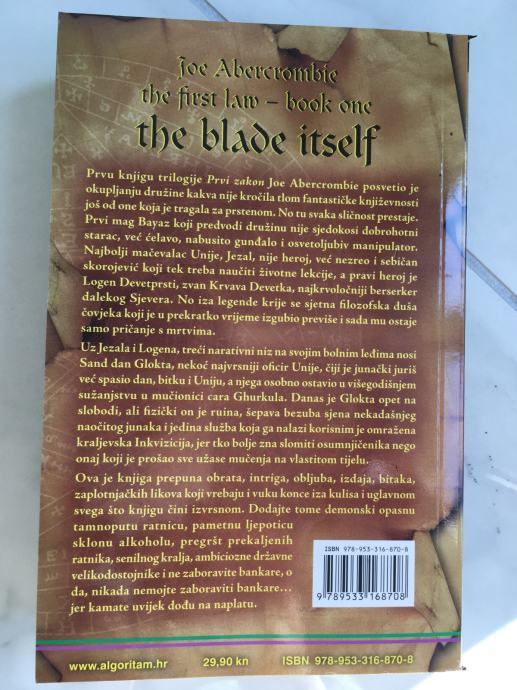 Joe Abercrombie
the first law – book one
the blade itself
Prvu knjigu trilogije Prvi zakon Joe Abercrombie posvetio je
okupljanju družine kakva nije kročila tlom fantastičke književnosti
još od one koja je tragala za prstenom. No tu svaka sličnost prestaje.
Prvi mag Bayaz koji predvodi družinu nije sjedokosi dobrohotni
starac, već ćelavo, nabusito gunđalo i osvetoljubiv manipulator.
Najbolji mačevalac Unije, Jezal, nije heroj, već nezreo i sebičan
skorojević koji tek treba naučiti životne lekcije, a pravi heroj je
Logen Devetprsti, zvan Krvava Devetka, najkrvoločniji berserker
dalekog Sjevera. No iza legende krije se sjetna filozofska duša
čovjeka koji je u prekratko vrijeme izgubio previše i sada mu ostaje
samo pričanje s mrtvima.
Uz Jezala i Logena, treći narativni niz na svojim bolnim leđima nosi
Sand dan Glokta, nekoć najvrsniji oficir Unije, čiji je junački juriš
već spasio dan, bitku i Uniju, a njega osobno ostavio u višegodišnjem
sužanjstvu u mučionici cara Ghurkula. Danas je Glokta opet na
slobodi, ali fizički on je ruina, šepava bezuba sjena nekadašnjeg
naočitog junaka i jedina služba koja ga nalazi korisnim je omražena
kraljevska Inkvizicija, jer tko bolje zna slomiti osumnjičenika nego
onaj koji je prošao sve užase mučenja na vlastitom tijelu.
Ova je knjiga prepuna obrata, intriga, obljuba, izdaja, bitaka,
zaplotnjačkih likova koji vrebaju i vuku konce iza kulisa i uglavnom
svega što knjigu čini izvrsnom. Dodajte tome demonski opasnu
tamnoputu ratnicu, pametnu ljepoticu
sklonu alkoholu, pregršt prekaljenih
ratnika, senilnog kralja, ambiciozne državne
velikodostojnike i ne zaboravite bankare, o
da, nikada nemojte zaboraviti bankare...
jer kamate uvijek dođu na naplatu.
ISBN 978-953-316-870-8
9 789533 168708
www.algoritam.hr 29,90 kn ISBN 978-953-316-870-8